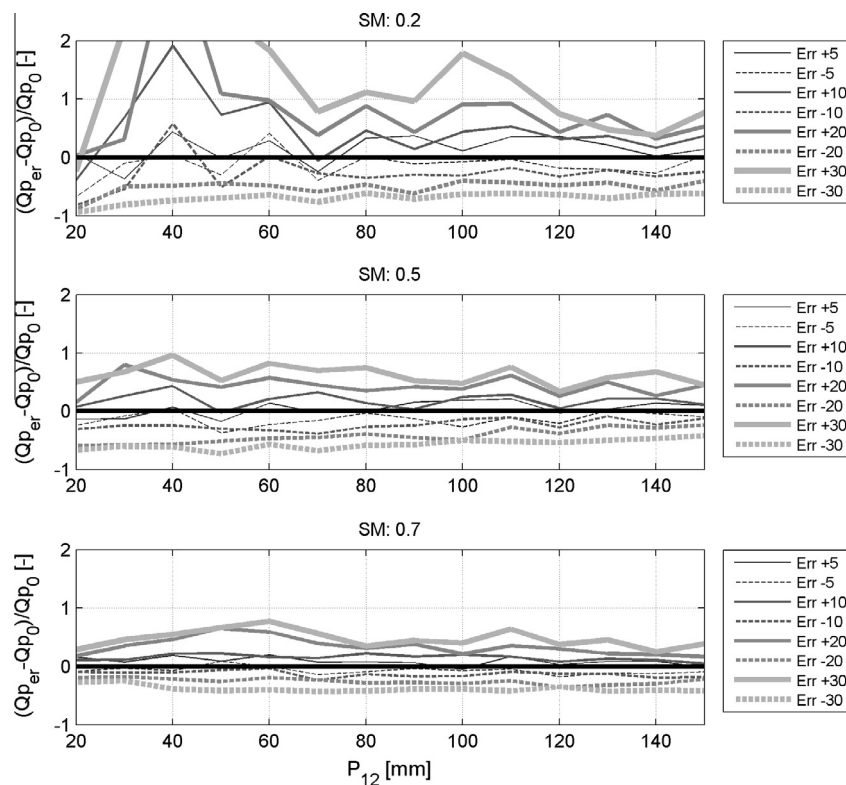 SM: 0.2
(Qp_er-Qp_0)/Qp_0 [-]
2
1
0
-1
20 40 60 80 100 120 140
Err +5
Err -5
Err +10
Err -10
Err +20
Err -20
Err +30
Err -30
SM: 0.5
(Qp_er-Qp_0)/Qp_0 [-]
2
1
0
-1
20 40 60 80 100 120 140
Err +5
Err -5
Err +10
Err -10
Err +20
Err -20
Err +30
Err -30
SM: 0.7
(Qp_er-Qp_0)/Qp_0 [-]
2
1
0
-1
20 40 60 80 100 120 140
P_12 [mm]
Err +5
Err -5
Err +10
Err -10
Err +20
Err -20
Err +30
Err -30